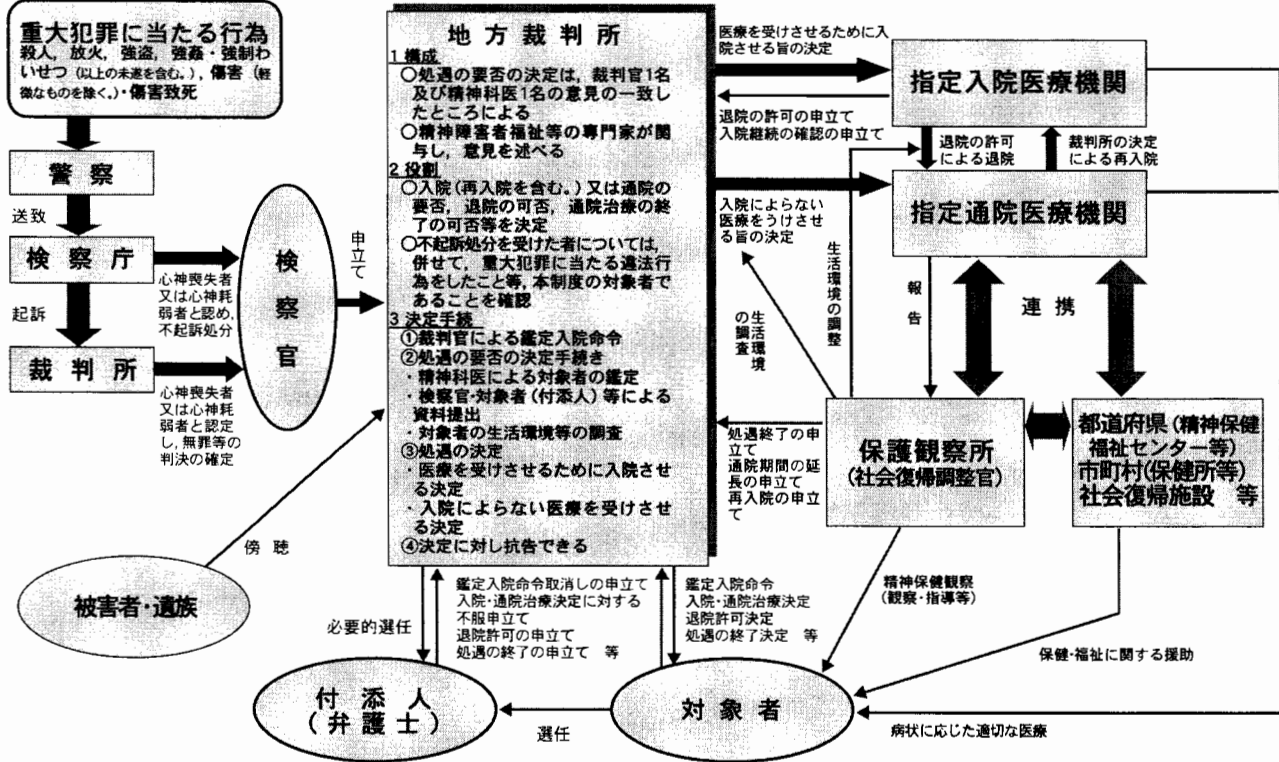 重大犯罪に当たる行為
殺人，放火，強盗，強姦・強制わ
いせつ（以上の未遂を含む。），傷害（軽
微なものを除く。）・傷害致死
警察
送致
検察庁
起訴
裁判所
心神喪失者
又は心神耗
弱者と認め，
不起訴処分
心神喪失者
又は心神耗
弱者と認定
し，無罪等の
判決の確定
検察官
申立て
被害者・遺族
傍聴
地方裁判所
1 構成
○処遇の要否の決定は，裁判官1名
及び精神科医1名の意見の一致し
たところによる
○精神障害者福祉等の専門家が関
与し，意見を述べる
2 役割
○入院（再入院を含む。）又は通院の
要否，退院の可否，通院治療の終
了の可否等を決定
○不起訴処分を受けた者については，
併せて，重大犯罪に当たる違法行
為をしたこと等，本制度の対象者で
あることを確認
3 決定手続
①裁判官による鑑定入院命令
②処遇の要否の決定手続き
・精神科医による対象者の鑑定
・検察官・対象者（付添人）等による
資料提出
・対象者の生活環境等の調査
③処遇の決定
・医療を受けさせるために入院させ
る決定
・入院によらない医療を受けさせ
る決定
④決定に対し抗告できる
医療を受けさせるために入
院させる旨の決定
退院の許可の申立て
入院継続の確認の申立て
指定入院医療機関
退院の許可
による退院
裁判所の決定
による再入院
指定通院医療機関
入院によらない
医療をうけさせ
る旨の決定
生活環境の調整
生活環境
の調査
報告
連携
処遇終了の申
立て
通院期間の延
長の申立て
再入院の申立
て
保護観察所
（社会復帰調整官）
都道府県（精神保健
福祉センター等）
市町村（保健所等）
社会復帰施設　等
必要的選任
鑑定入院命令取消しの申立て
入院・通院治療決定に対する
不服申立て
退院許可の申立て
処遇の終了の申立て　等
鑑定入院命令
入院・通院治療決定
退院許可決定
処遇の終了決定　等
精神保健観察
（観察・指導等）
保健・福祉に関する援助
付添人
（弁護士）
選任
対象者
病状に応じた適切な医療